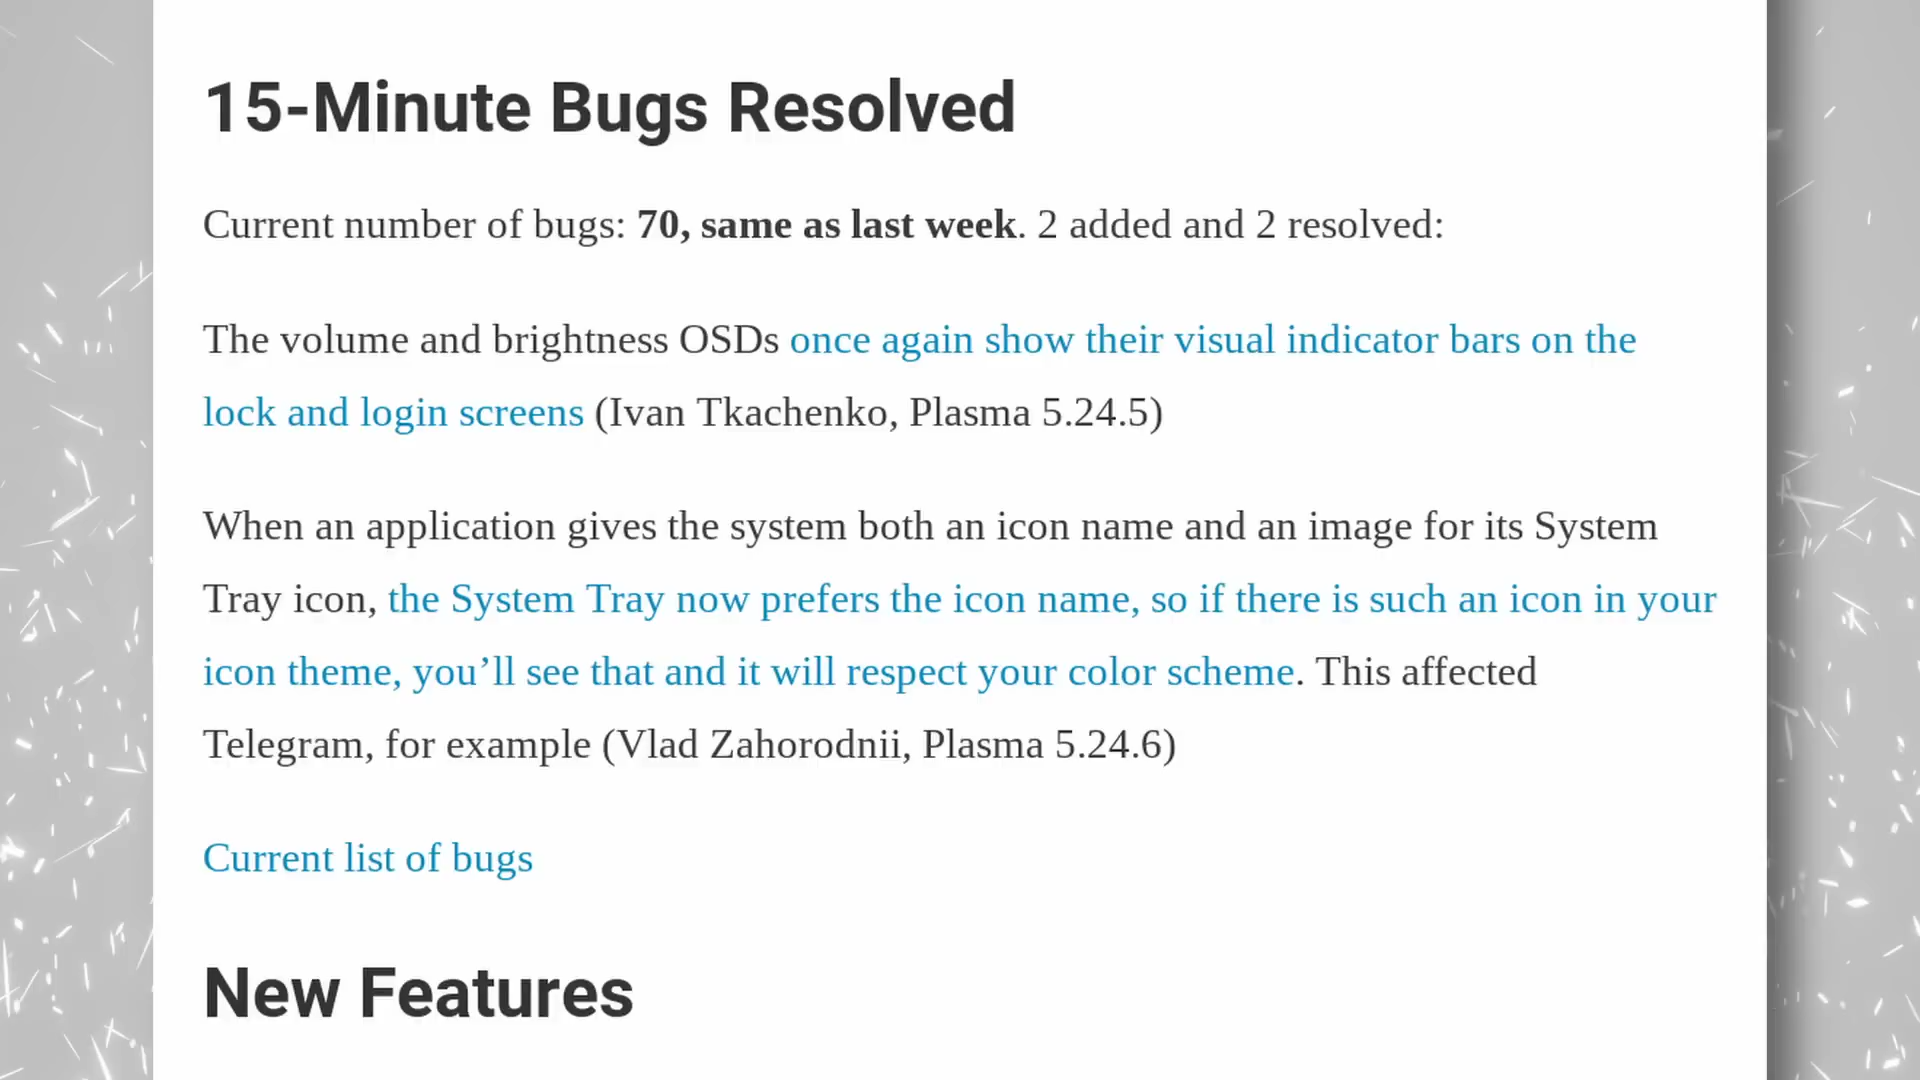 15-Minute Bugs Resolved
Current number of bugs: 70, same as last week. 2 added and 2 resolved:
The volume and brightness OSDs once again show their visual indicator bars on the
lock and login screens (Ivan Tkachenko, Plasma 5.24.5)
When an application gives the system both an icon name and an image for its System
Tray icon, the System Tray now prefers the icon name, so if there is such an icon in your
icon theme, you’ll see that and it will respect your color scheme. This affected
Telegram, for example (Vlad Zahorodnii, Plasma 5.24.6)
Current list of bugs
New Features